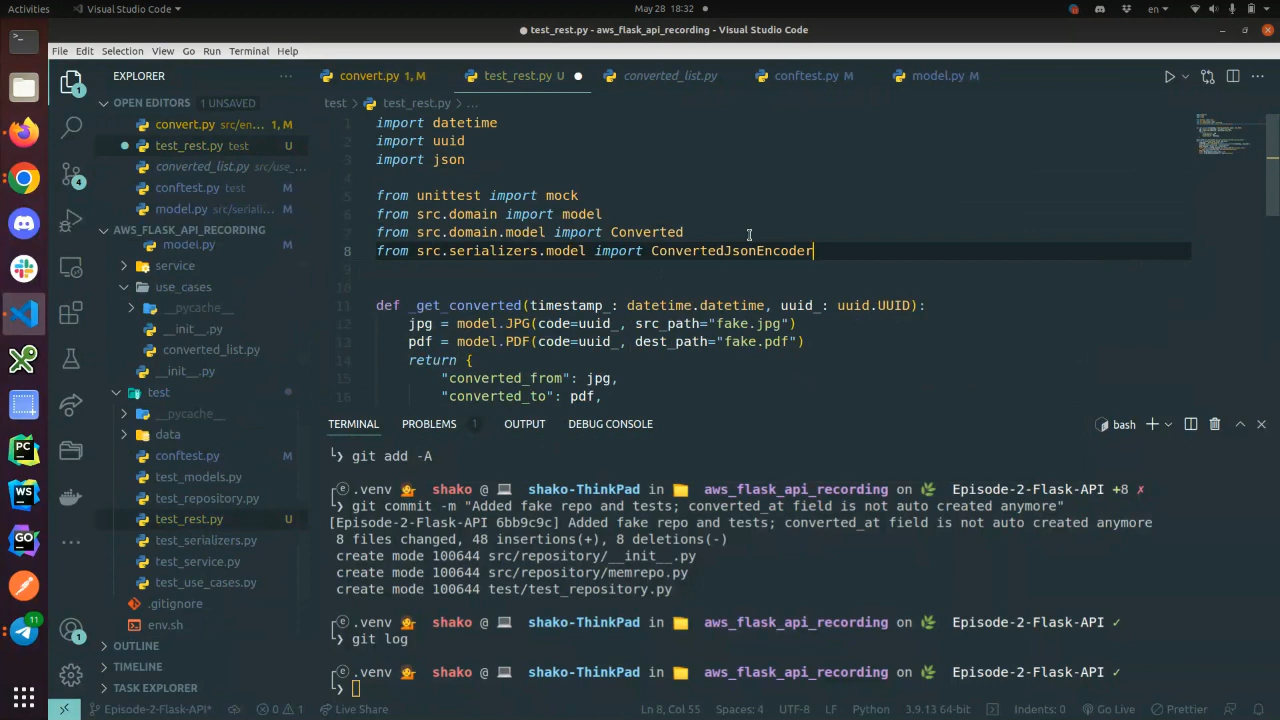 Activities
Visual Studio Code
May 28 18:32
en
test_rest.py - aws_flask_api_recording - Visual Studio Code
File Edit Selection View Go Run Terminal Help
EXPLORER
OPEN EDITORS 1 UNSAVED
convert.py src/en... 1, M
test_rest.py test U
converted_list.py src/use_...
conftest.py test M
model.py src/seriali... M
AWS_FLASK_API_RECORDING
model.py M
service
use_cases
__pycache__
__init__.py
converted_list.py
__init__.py
test
__pycache__
data
conftest.py M
test_models.py
test_repository.py
test_rest.py U
test_serializers.py
test_service.py
test_use_cases.py
.gitignore
env.sh
OUTLINE
TIMELINE
TASK EXPLORER
convert.py 1, M
test_rest.py U
converted_list.py
conftest.py M
model.py M
test > test_rest.py > ...
1 import datetime
2 import uuid
3 import json
4
5 from unittest import mock
6 from src.domain import model
7 from src.domain.model import Converted
8 from src.serializers.model import ConvertedJsonEncoder
9
10
11 def _get_converted(timestamp_: datetime.datetime, uuid_: uuid.UUID):
12 jpg = model.JPG(code=uuid_, src_path="fake.jpg")
13 pdf = model.PDF(code=uuid_, dest_path="fake.pdf")
14 return {
15 "converted_from": jpg,
16 "converted_to": pdf,
TERMINAL PROBLEMS 1 OUTPUT DEBUG CONSOLE
bash
git add -A
.venv shako @ shako-ThinkPad in aws_flask_api_recording on Episode-2-Flask-API +8 ✗
git commit -m "Added fake repo and tests; converted_at field is not auto created anymore"
[Episode-2-Flask-API 6bb9c9c] Added fake repo and tests; converted_at field is not auto created anymore
8 files changed, 48 insertions(+), 8 deletions(-)
create mode 100644 src/repository/__init__.py
create mode 100644 src/repository/memrepo.py
create mode 100644 test/test_repository.py
.venv shako @ shako-ThinkPad in aws_flask_api_recording on Episode-2-Flask-API ✓
git log
.venv shako @ shako-ThinkPad in aws_flask_api_recording on Episode-2-Flask-API ✓
1
4
1
PC
WS
GO
11
Episode-2-Flask-API* 0 1 Live Share
Ln 8, Col 55 Spaces: 4 UTF-8 LF Python 3.9.13 64-bit Indents: 0 Go Live Prettier